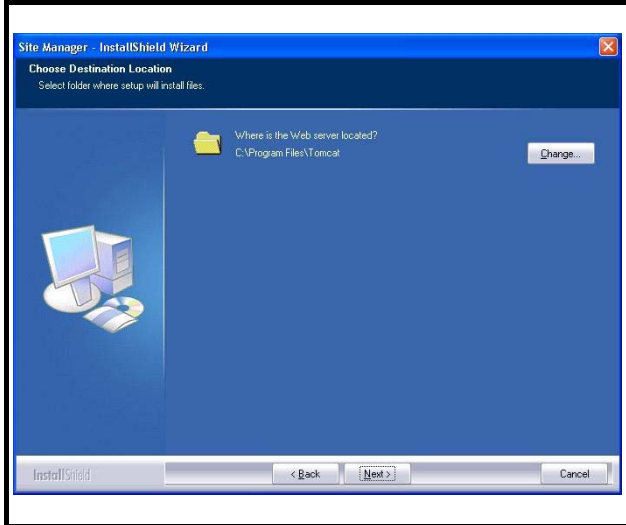 Site Manager - InstallShield Wizard
Choose Destination Location
Select folder where setup will install files.
Where is the Web server located?
C:\Program Files\Tomcat
Change...
InstallShield
< Back
Next >
Cancel